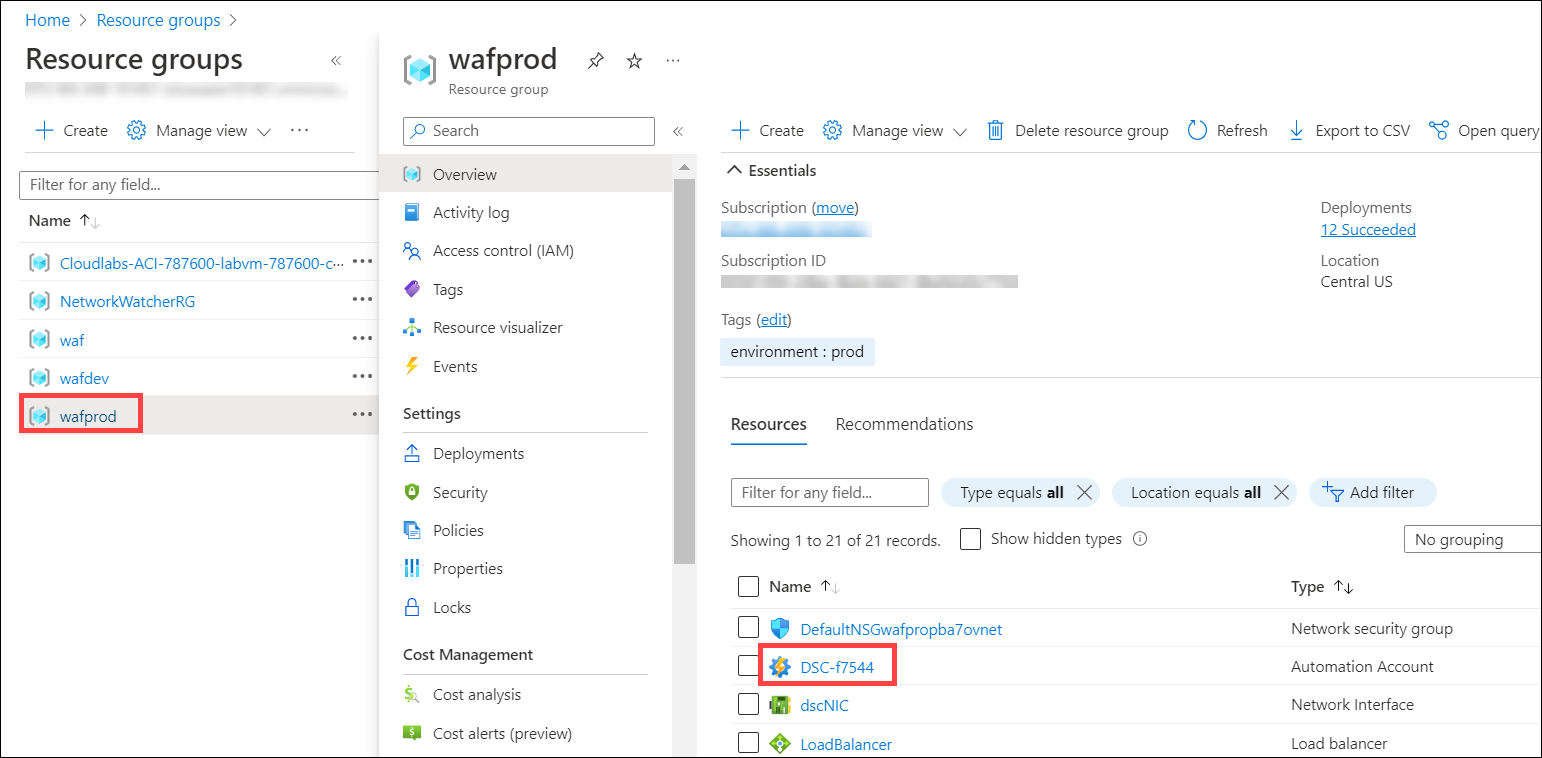 Home > Resource groups >
Resource groups «
+ Create Manage view ···
Filter for any field...
Name ↑↓
Cloudlabs-ACI-787600-labvm-787600-c... ···
NetworkWatcherRG ···
waf ···
wafdev ···
wafprod ···
wafprod ···
Resource group
Search «
Overview
Activity log
Access control (IAM)
Tags
Resource visualizer
Events
Settings
Deployments
Security
Policies
Properties
Locks
Cost Management
Cost analysis
Cost alerts (preview)
+ Create Manage view Delete resource group Refresh Export to CSV Open query
Essentials
Subscription (move)
Subscription ID
Tags (edit)
environment : prod
Deployments
12 Succeeded
Location
Central US
Resources Recommendations
Filter for any field... Type equals all Location equals all Add filter
Showing 1 to 21 of 21 records. Show hidden types No grouping
Name ↑↓ Type ↑↓
DefaultNSGwafpropba7ovnet Network security group
DSC-f7544 Automation Account
dscNIC Network Interface
LoadBalancer Load balancer